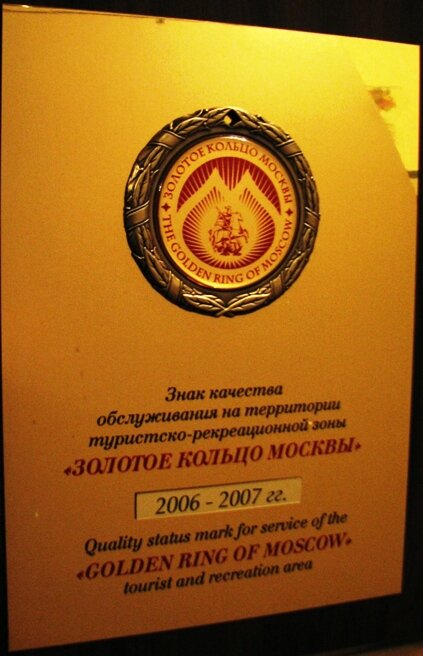 ЗОЛОТОЕ КОЛЬЦО МОСКВЫ
THE GOLDEN RING OF MOSCOW
Знак качества
обслуживания на территории
туристско-рекреационной зоны
«ЗОЛОТОЕ КОЛЬЦО МОСКВЫ»
2006 - 2007 гг.
Quality status mark for service of the
«GOLDEN RING OF MOSCOW»
tourist and recreation area